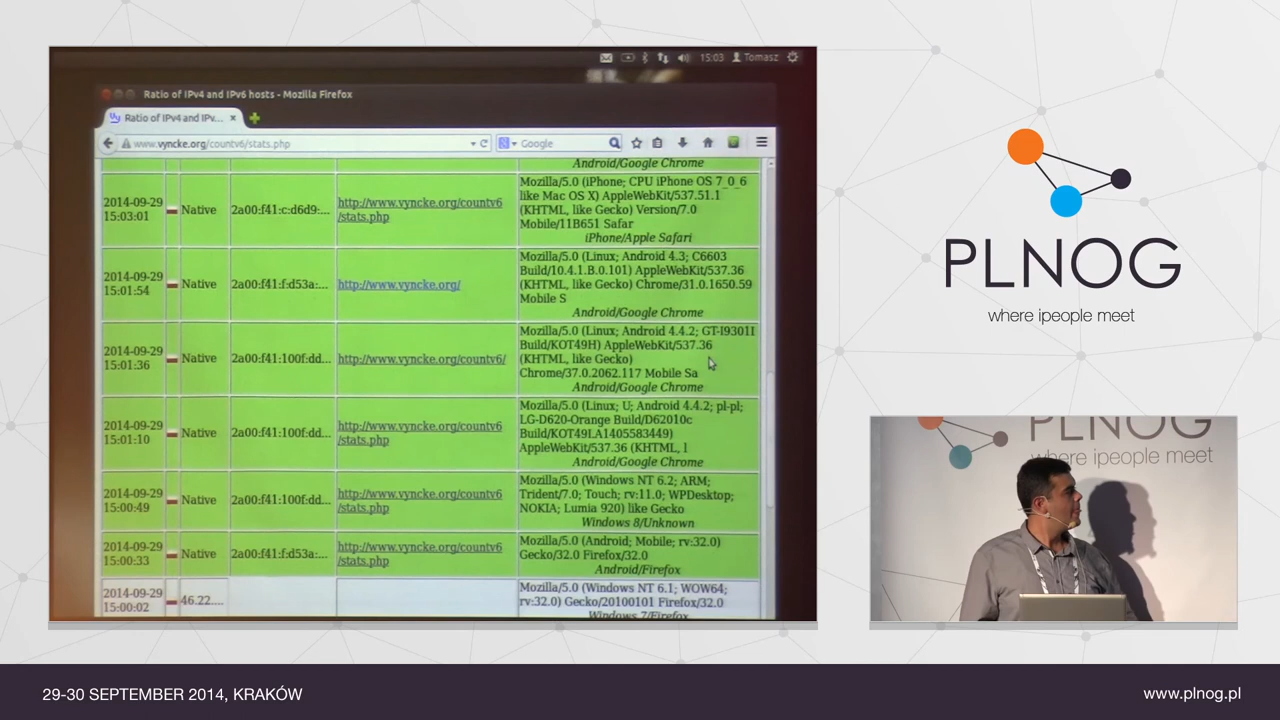 15:03 Tomasz
Ratio of IPv4 and IPv6 hosts - Mozilla Firefox
Ratio of IPv4 and IPv...
www.vyncke.org/countv6/stats.php
Google
Android/Google Chrome
2014-09-29
15:03:01
Native
2a00:f41:c:d6d9:...
http://www.vyncke.org/countv6
/stats.php
Mozilla/5.0 (iPhone; CPU iPhone OS 7_0_6
like Mac OS X) AppleWebKit/537.51.1
(KHTML, like Gecko) Version/7.0
Mobile/11B651 Safar
iPhone/Apple Safari
2014-09-29
15:01:54
Native
2a00:f41:f:d53a:...
http://www.vyncke.org/
Mozilla/5.0 (Linux; Android 4.3; C6603
Build/10.4.1.B.0.101) AppleWebKit/537.36
(KHTML, like Gecko) Chrome/31.0.1650.59
Mobile S
Android/Google Chrome
2014-09-29
15:01:36
Native
2a00:f41:100f:dd...
http://www.vyncke.org/countv6/
Mozilla/5.0 (Linux; Android 4.4.2; GT-I9301I
Build/KOT49H) AppleWebKit/537.36
(KHTML, like Gecko)
Chrome/37.0.2062.117 Mobile Sa
Android/Google Chrome
2014-09-29
15:01:10
Native
2a00:f41:100f:dd...
http://www.vyncke.org/countv6
/stats.php
Mozilla/5.0 (Linux; U; Android 4.4.2; pl-pl;
LG-D620-Orange Build/D62010c
Build/KOT49LA1405583449)
AppleWebKit/537.36 (KHTML, l
Android/Google Chrome
2014-09-29
15:00:49
Native
2a00:f41:100f:dd...
http://www.vyncke.org/countv6
/stats.php
Mozilla/5.0 (Windows NT 6.2; ARM;
Trident/7.0; Touch; rv:11.0; WPDesktop;
NOKIA; Lumia 920) like Gecko
Windows 8/Unknown
2014-09-29
15:00:33
Native
2a00:f41:f:d53a:...
http://www.vyncke.org/countv6
/stats.php
Mozilla/5.0 (Android; Mobile; rv:32.0)
Gecko/32.0 Firefox/32.0
Android/Firefox
2014-09-29
15:00:02
46.22....
Mozilla/5.0 (Windows NT 6.1; WOW64;
rv:32.0) Gecko/20100101 Firefox/32.0
Windows 7/Firefox
PLNOG
where ipeople meet
PLNOG
where ipeople meet
29-30 SEPTEMBER 2014, KRAKÓW
www.plnog.pl